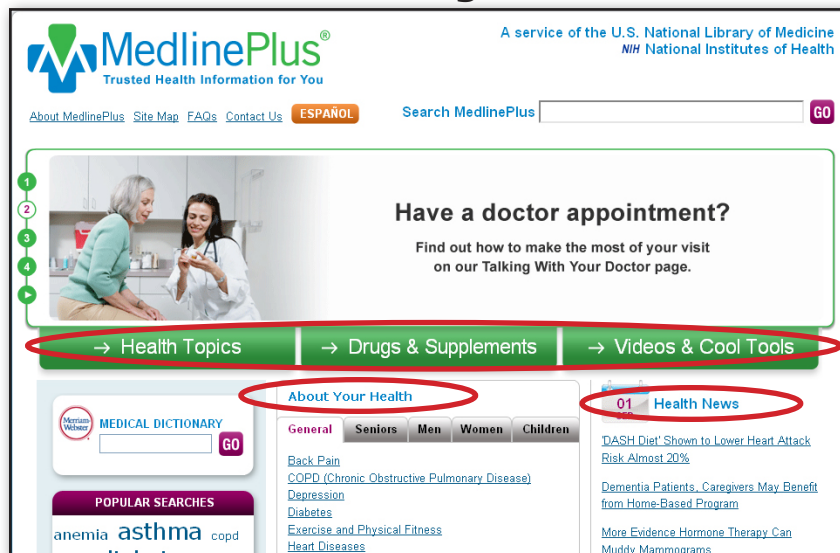 MedlinePlus®
Trusted Health Information for You
A service of the U.S. National Library of Medicine
NIH National Institutes of Health
About MedlinePlus Site Map FAQs Contact Us ESPAÑOL
Search MedlinePlus GO
1
2
3
4
Have a doctor appointment?
Find out how to make the most of your visit
on our Talking With Your Doctor page.
→ Health Topics → Drugs & Supplements → Videos & Cool Tools
Merriam-
Webster
MEDICAL DICTIONARY
GO
POPULAR SEARCHES
anemia asthma copd
About Your Health
General Seniors Men Women Children
Back Pain
COPD (Chronic Obstructive Pulmonary Disease)
Depression
Diabetes
Exercise and Physical Fitness
Heart Diseases
01
Health News
'DASH Diet' Shown to Lower Heart Attack
Risk Almost 20%
Dementia Patients, Caregivers May Benefit
from Home-Based Program
More Evidence Hormone Therapy Can
Muddy Mammograms